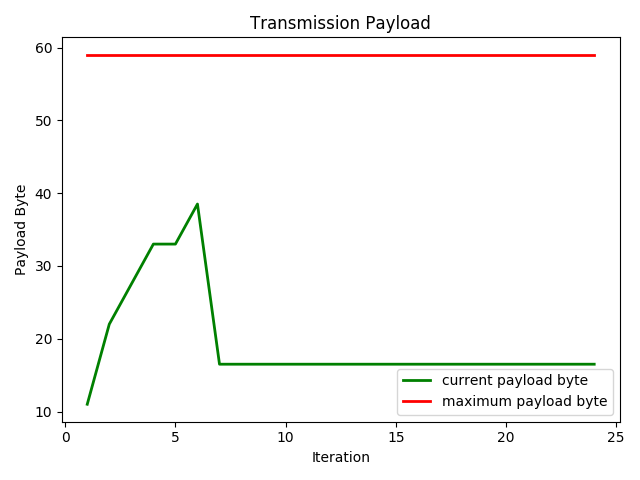 Transmission Payload
60
50
40
30
20
10
Payload Byte
0
5
10
15
20
25
Iteration
current payload byte
maximum payload byte